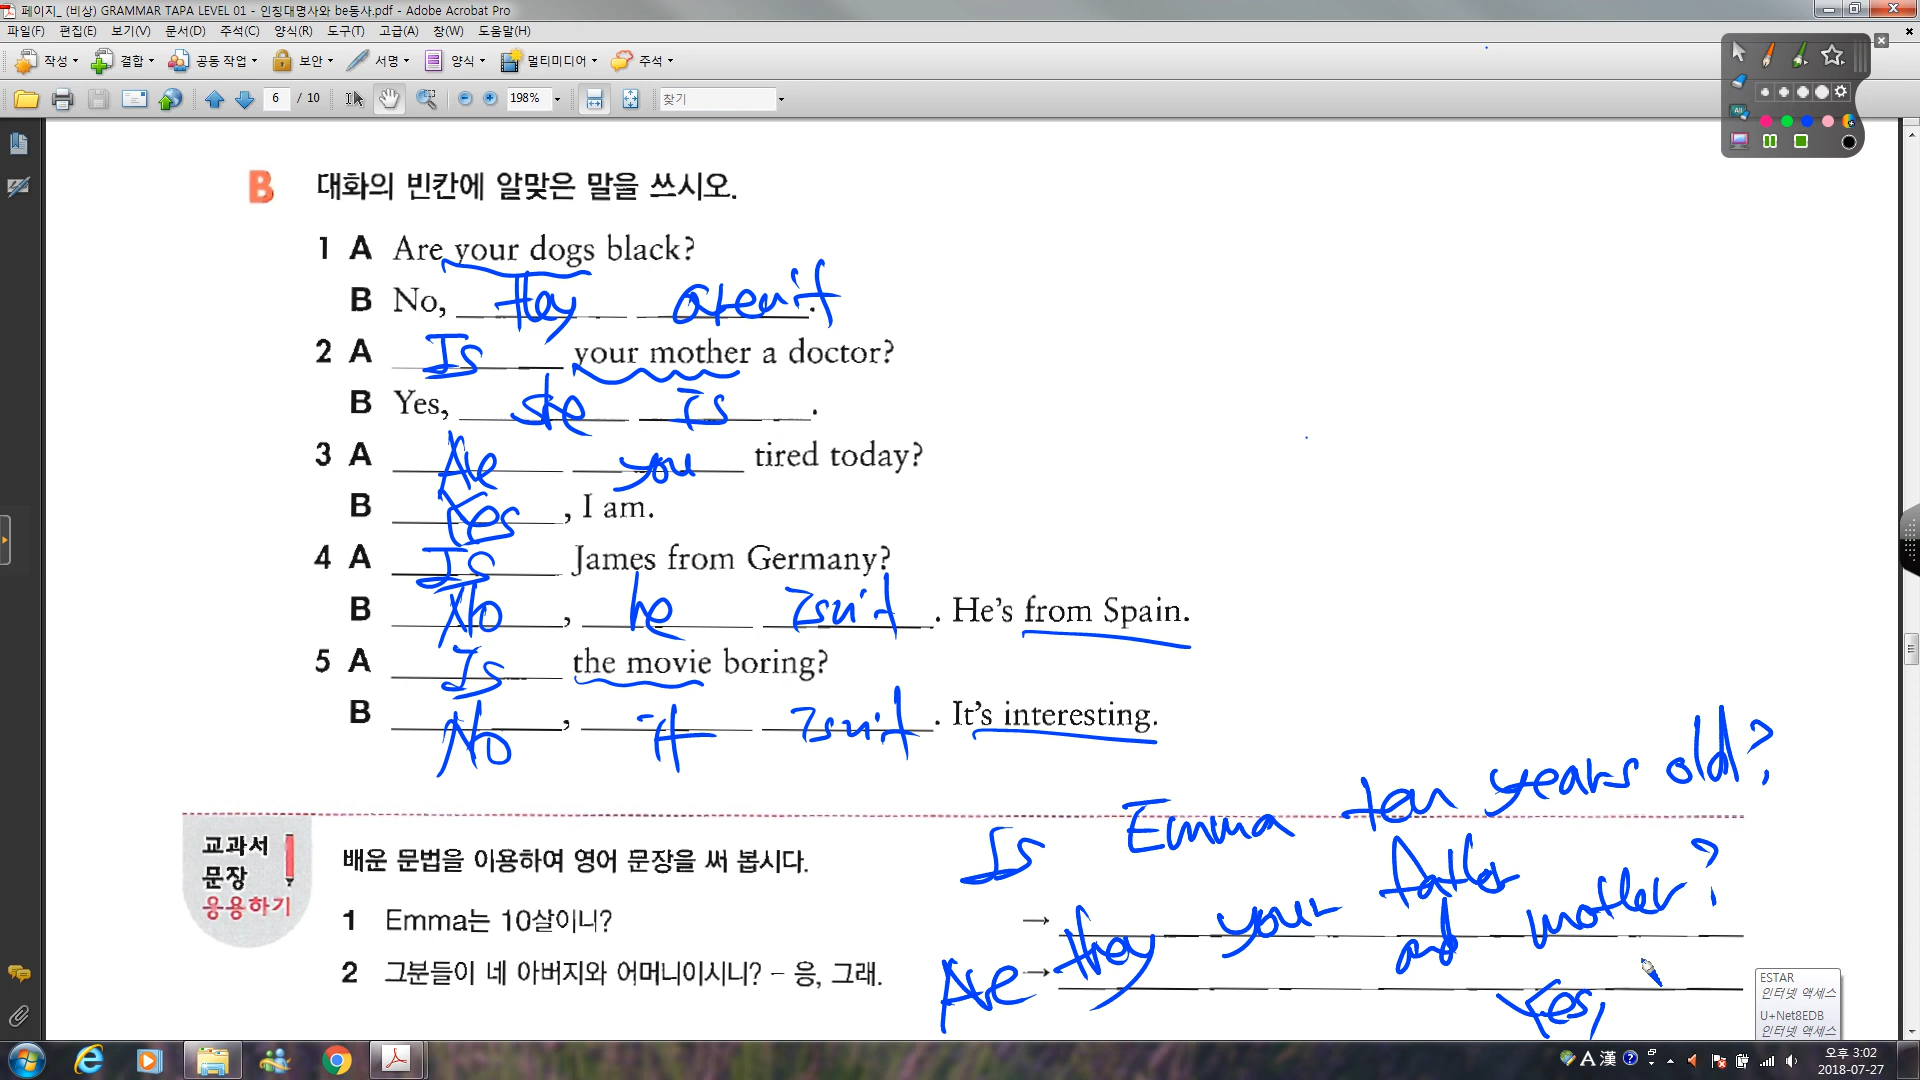 페이지_ (비상) GRAMMAR TAPA LEVEL 01 - 인칭대명사와 be동사.pdf - Adobe Acrobat Pro
파일(F) 편집(E) 보기(V) 문서(D) 주석(C) 양식(R) 도구(T) 고급(A) 창(W) 도움말(H)
작성 결합 공동 작업 보안 서명 양식 멀티미디어 주석
6 / 10 198% 찾기
B 대화의 빈칸에 알맞은 말을 쓰시오.
1 A Are your dogs black?
B No, they aren't.
2 A Is your mother a doctor?
B Yes, she is.
3 A Are you tired today?
B Yes, I am.
4 A Is James from Germany?
B No, he isn't. He's from Spain.
5 A Is the movie boring?
B No, it isn't. It's interesting.
교과서
문장
응용하기
배운 문법을 이용하여 영어 문장을 써 봅시다.
1 Emma는 10살이니? →
Is Emma ten years old?
2 그분들이 네 아버지와 어머니이시니? – 응, 그래. →
Are they your father and mother?
Yes,
ESTAR
인터넷 액세스
U+Net8EDB
인터넷 액세스
A 漢
오후 3:02
2018-07-27